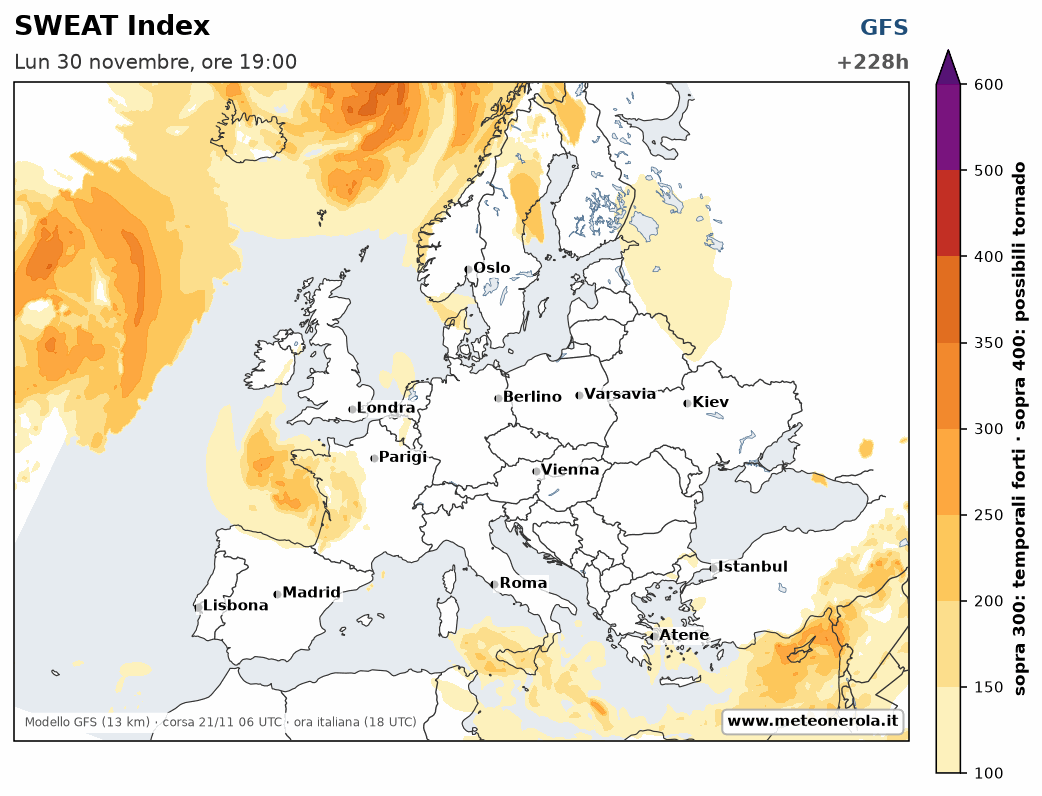 SWEAT Index
GFS
Lun 30 novembre, ore 19:00
+228h
Oslo
Berlino
Varsavia
Kiev
Londra
Parigi
Vienna
Istanbul
Roma
Madrid
Lisbona
Atene
Modello GFS (13 km) · corsa 21/11 06 UTC · ora italiana (18 UTC)
www.meteonerola.it
600
500
400
350
300
250
200
150
100
sopra 300: temporali forti · sopra 400: possibili tornado